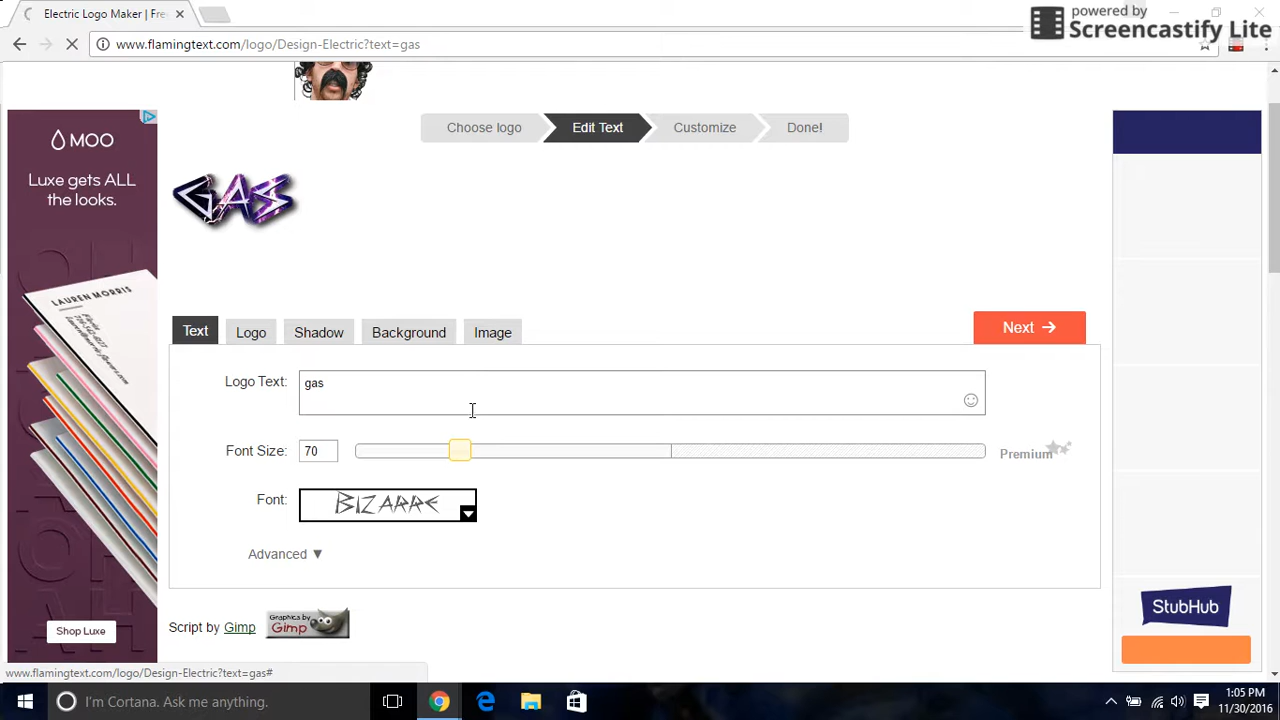 powered by
Screencastify Lite
Electric Logo Maker | Fre
www.flamingtext.com/logo/Design-Electric?text=gas
Choose logo
Edit Text
Customize
Done!
MOO
Luxe gets ALL
the looks.
LAUREN MORRIS
Shop Luxe
GAS
Text
Logo
Shadow
Background
Image
Next →
Logo Text:
gas
Font Size:
70
Premium
Font:
BIZARRE
Advanced ▼
Script by Gimp
Graphics by
Gimp
StubHub
www.flamingtext.com/logo/Design-Electric?text=gas#
I'm Cortana. Ask me anything.
1:05 PM
11/30/2016